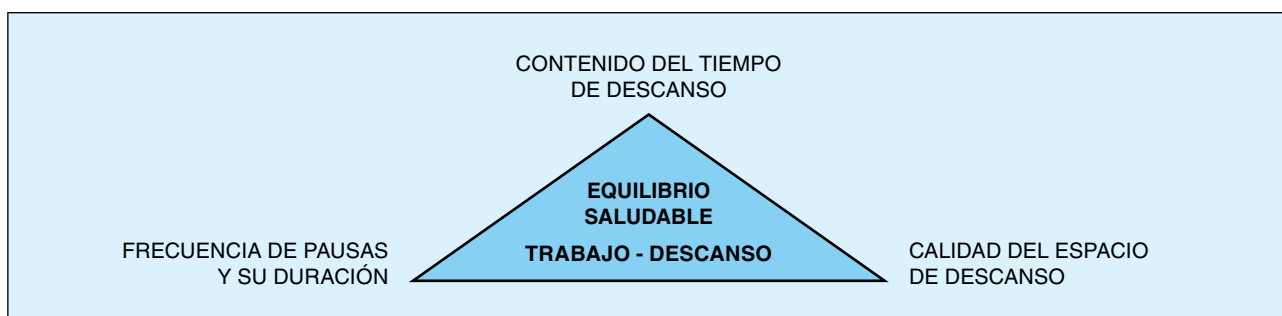 CONTENIDO DEL TIEMPO
DE DESCANSO
EQUILIBRIO
SALUDABLE
TRABAJO - DESCANSO
FRECUENCIA DE PAUSAS
Y SU DURACIÓN
CALIDAD DEL ESPACIO
DE DESCANSO